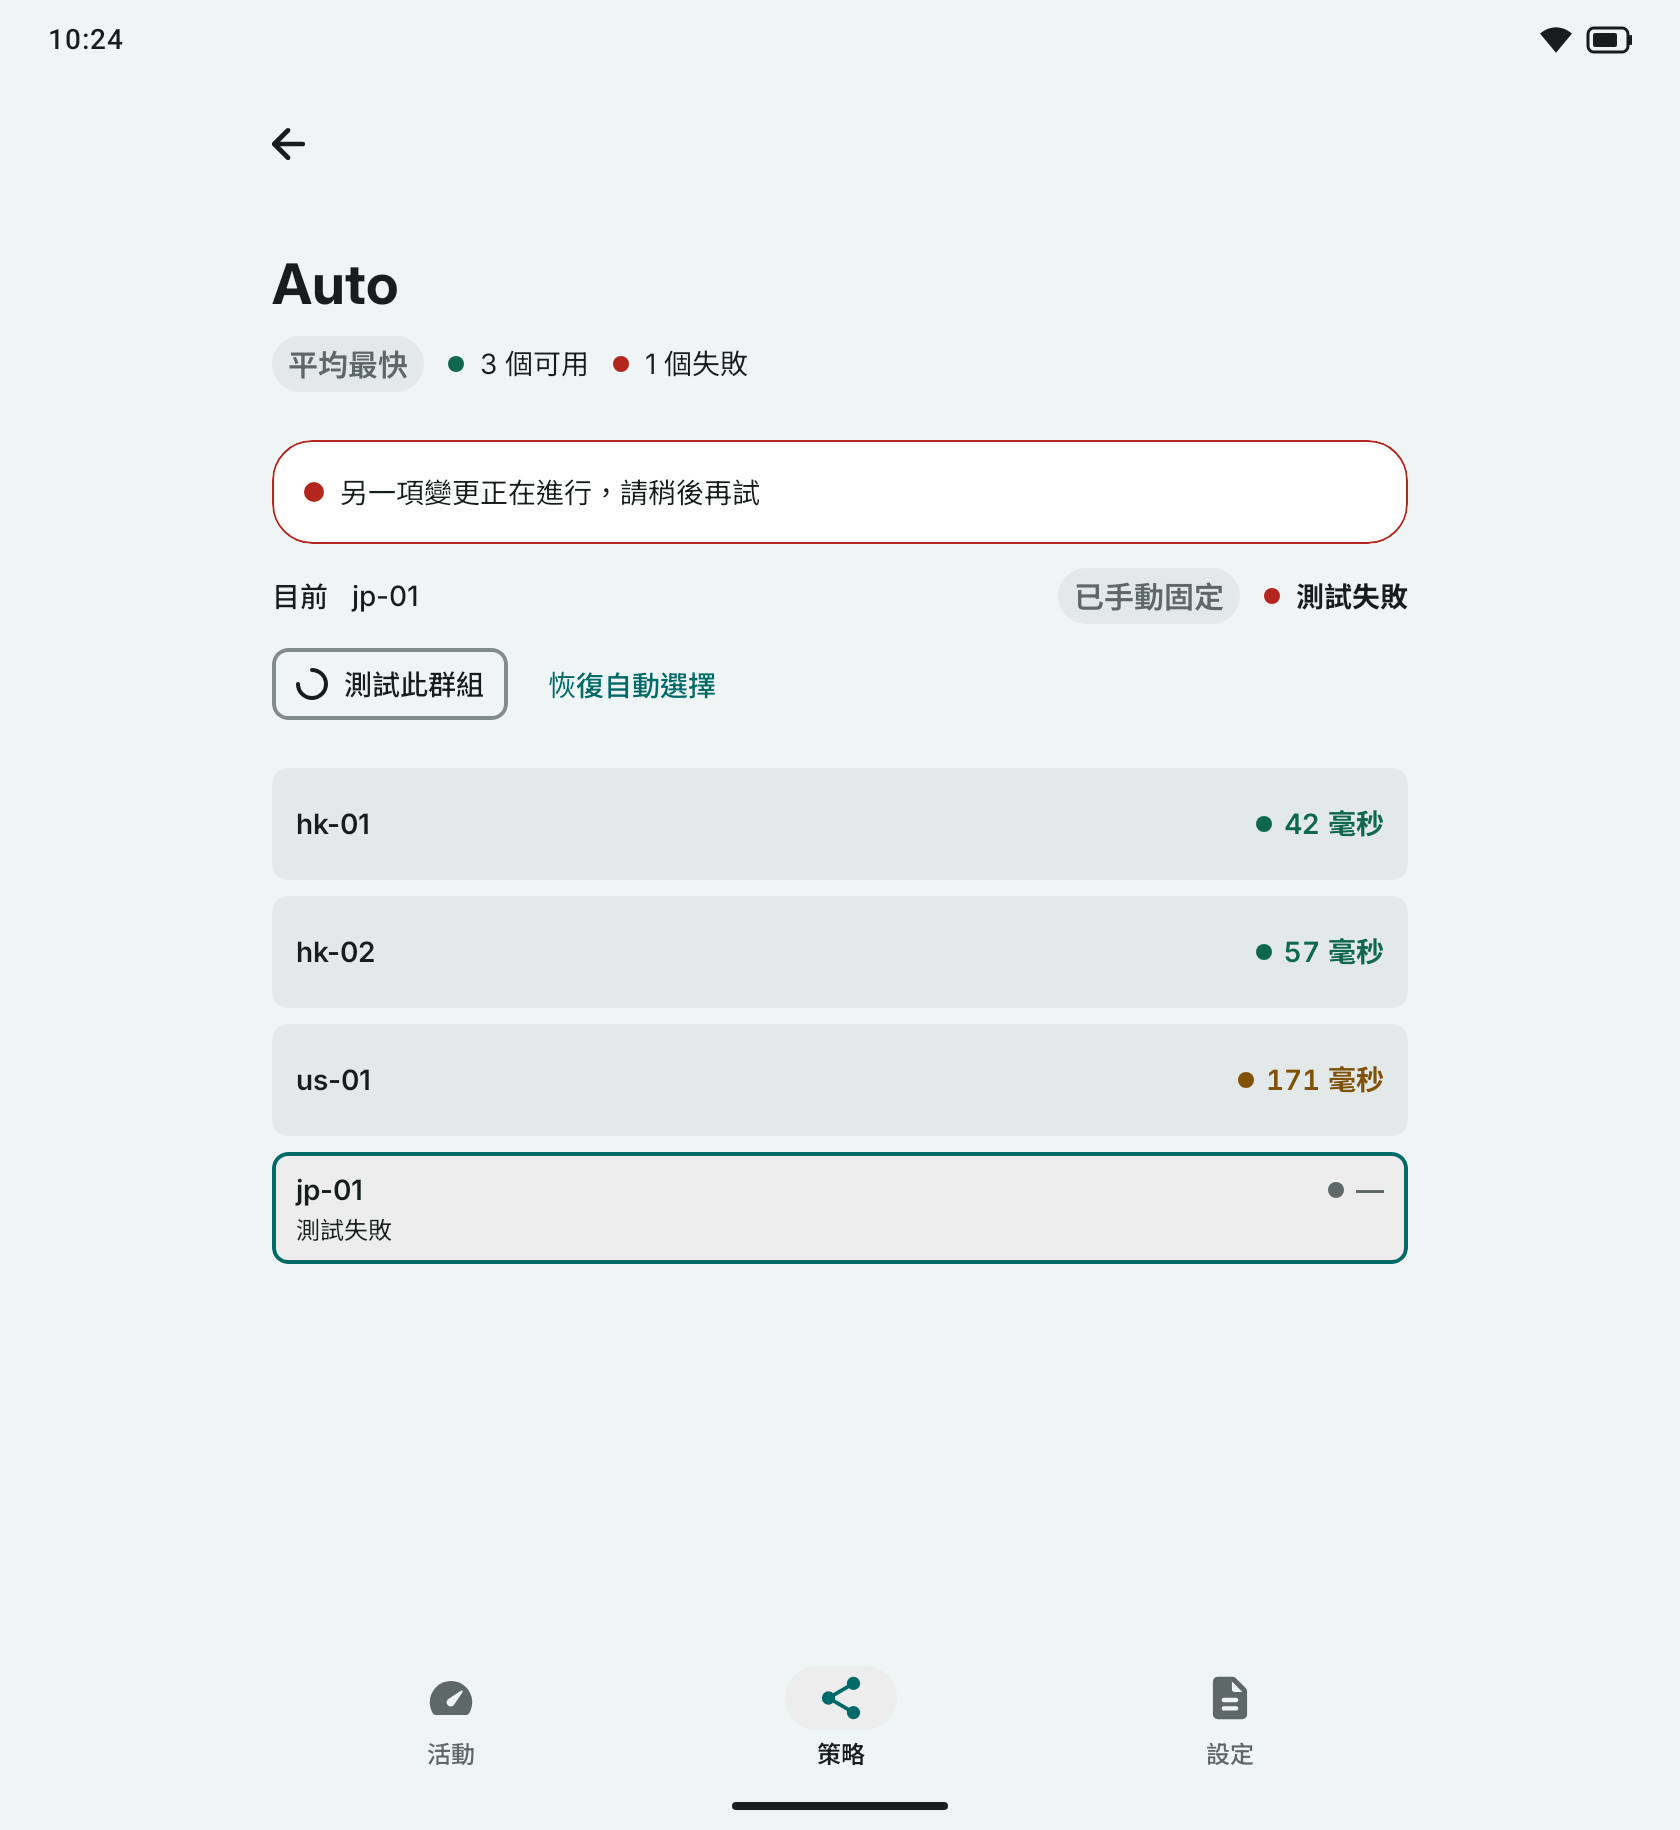 10:24
Auto
平均最快 3 個可用 1 個失敗
另一項變更正在進行，請稍後再試
目前 jp-01 已手動固定 測試失敗
測試此群組 恢復自動選擇
hk-01 42 毫秒
hk-02 57 毫秒
us-01 171 毫秒
jp-01 —
測試失敗
活動 策略 設定